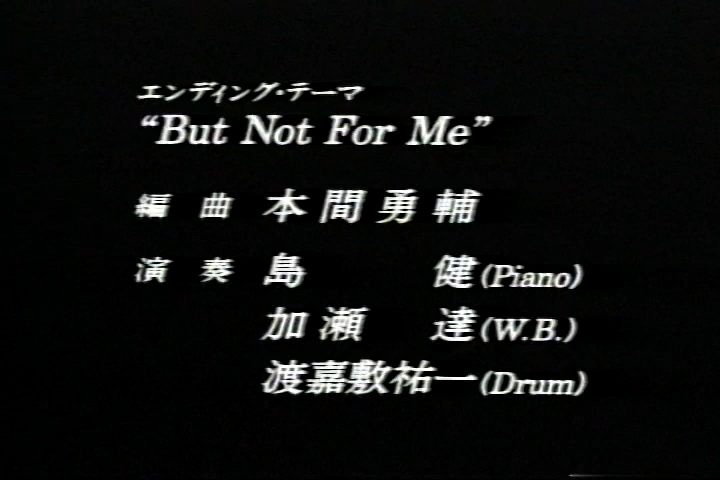 エンディング・テーマ
“But Not For Me”
編曲 本間勇輔
演奏 島 健(Piano)
加瀬 達(W.B.)
渡嘉敷祐一(Drum)